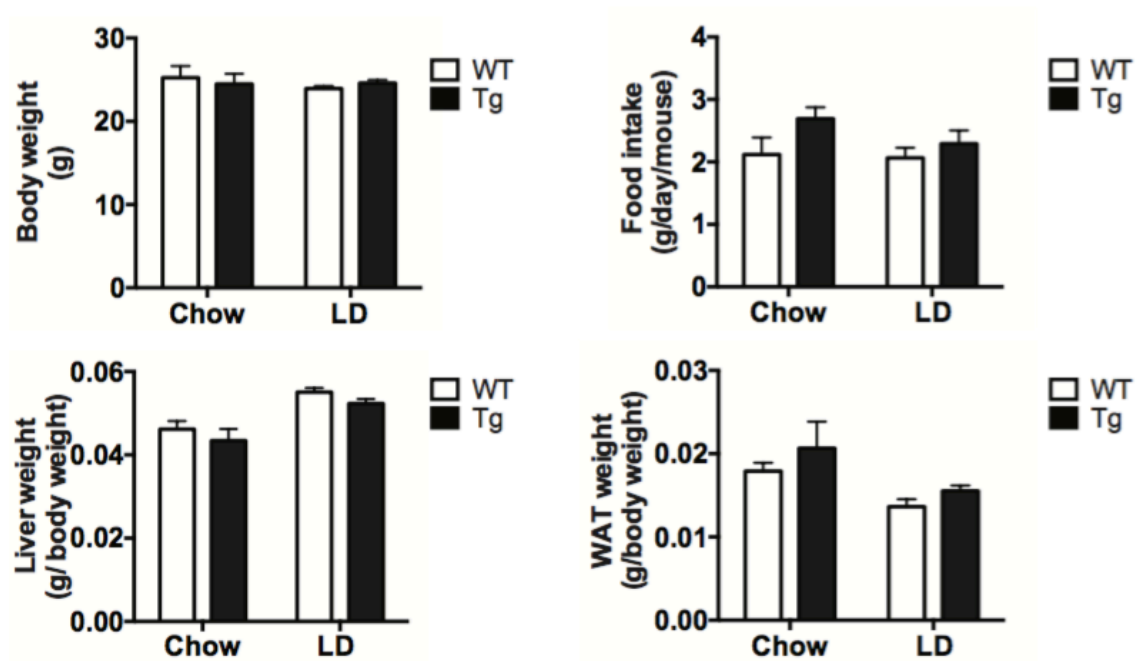 Body weight
(g)
30
20
10
0
Chow LD
WT
Tg
Food intake
(g/day/mouse)
4
3
2
1
0
Chow LD
WT
Tg
Liver weight
(g/ body weight)
0.06
0.04
0.02
0.00
Chow LD
WT
Tg
WAT weight
(g/body weight)
0.03
0.02
0.01
0.00
Chow LD
WT
Tg